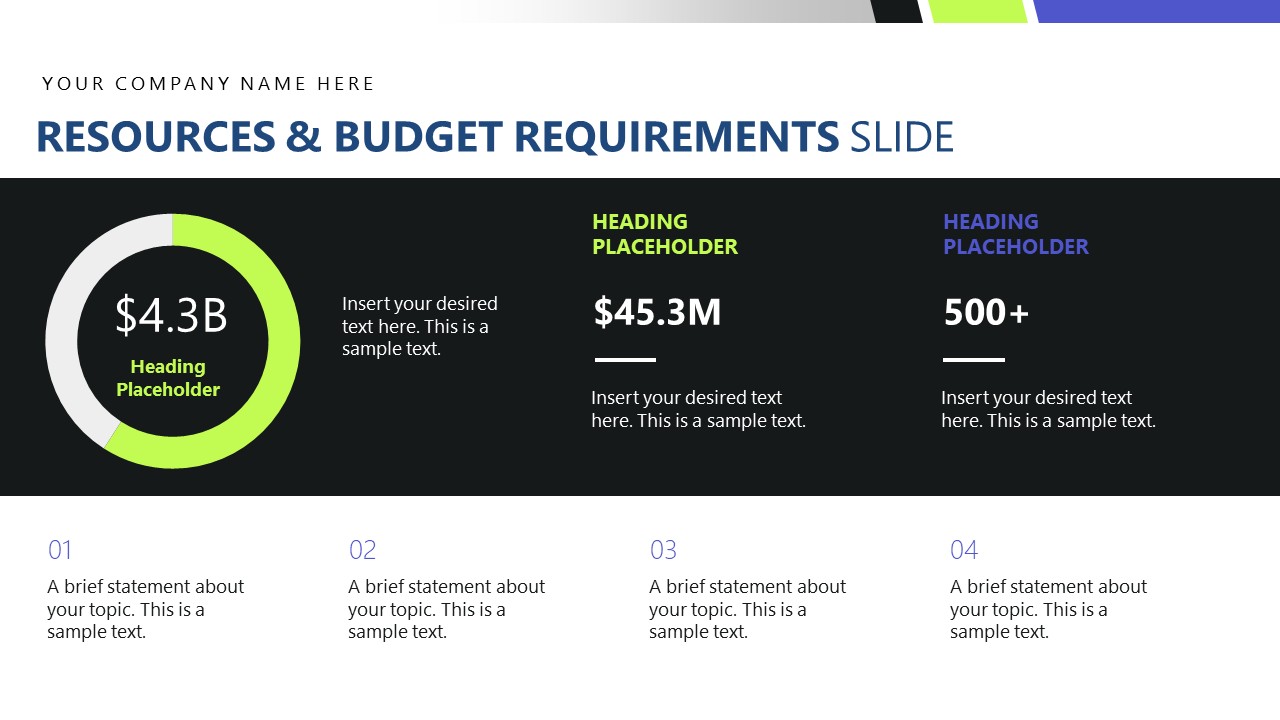 YOUR COMPANY NAME HERE
RESOURCES & BUDGET REQUIREMENTS SLIDE
$4.3B
Heading
Placeholder
Insert your desired
text here. This is a
sample text.
HEADING
PLACEHOLDER
$45.3M
Insert your desired text
here. This is a sample text.
HEADING
PLACEHOLDER
500+
Insert your desired text
here. This is a sample text.
01
A brief statement about
your topic. This is a
sample text.
02
A brief statement about
your topic. This is a
sample text.
03
A brief statement about
your topic. This is a
sample text.
04
A brief statement about
your topic. This is a
sample text.